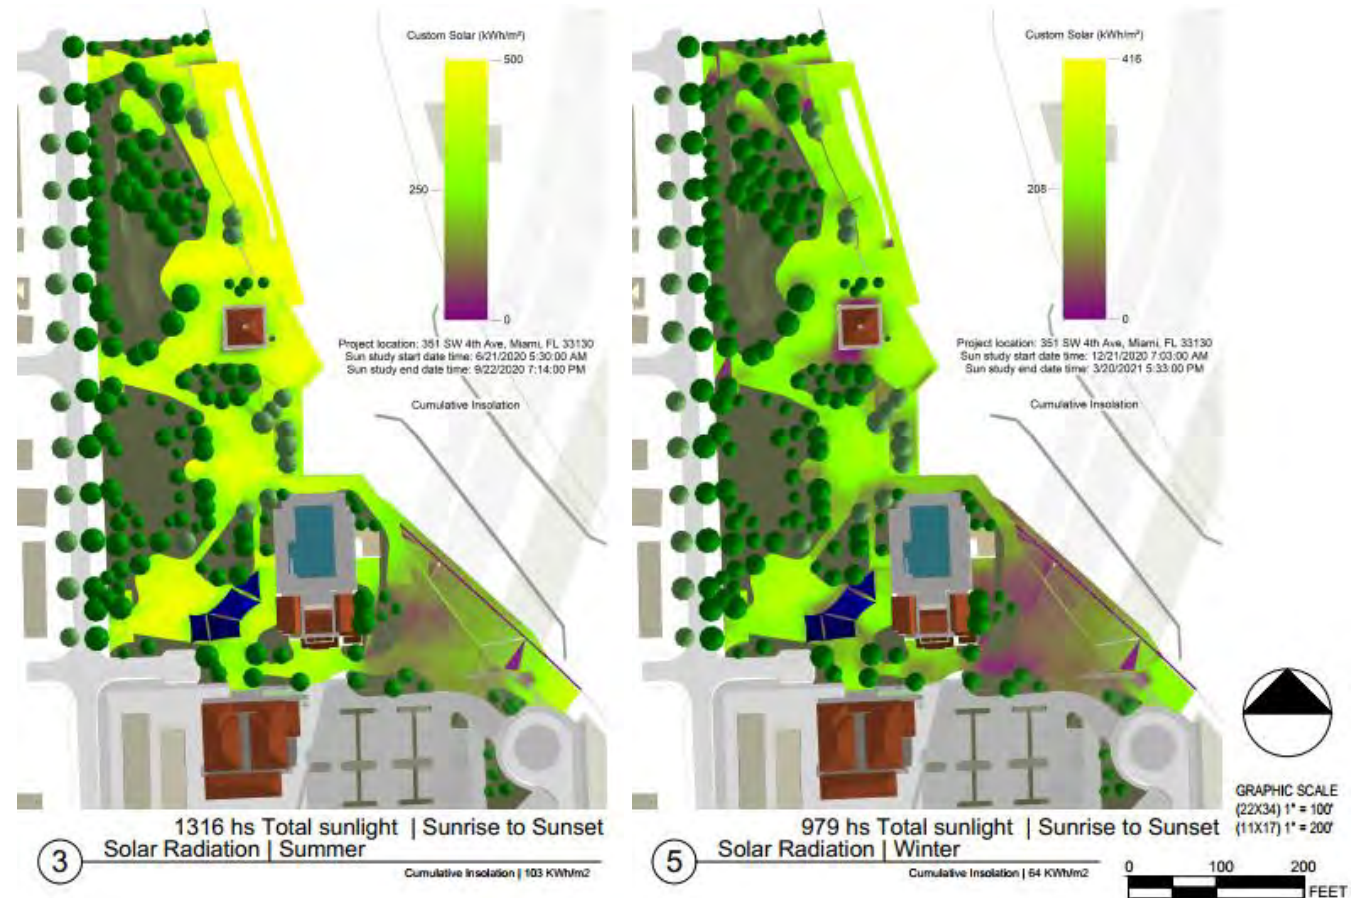 Custom Solar (kWh/m²)
500
250
0
Project location: 351 SW 4th Ave, Miami, FL 33130
Sun study start date time: 6/21/2020 5:30:00 AM
Sun study end date time: 9/22/2020 7:14:00 PM
Cumulative Insolation
1316 hs Total sunlight | Sunrise to Sunset
3
Solar Radiation | Summer
Cumulative Insolation | 103 KWh/m2
Custom Solar (kWh/m²)
416
208
0
Project location: 351 SW 4th Ave, Miami, FL 33130
Sun study start date time: 12/21/2020 7:03:00 AM
Sun study end date time: 3/20/2021 5:33:00 PM
Cumulative Insolation
979 hs Total sunlight | Sunrise to Sunset
5
Solar Radiation | Winter
Cumulative Insolation | 64 KWh/m2
GRAPHIC SCALE
(22X34) 1" = 100'
(11X17) 1" = 200'
0 100 200
FEET